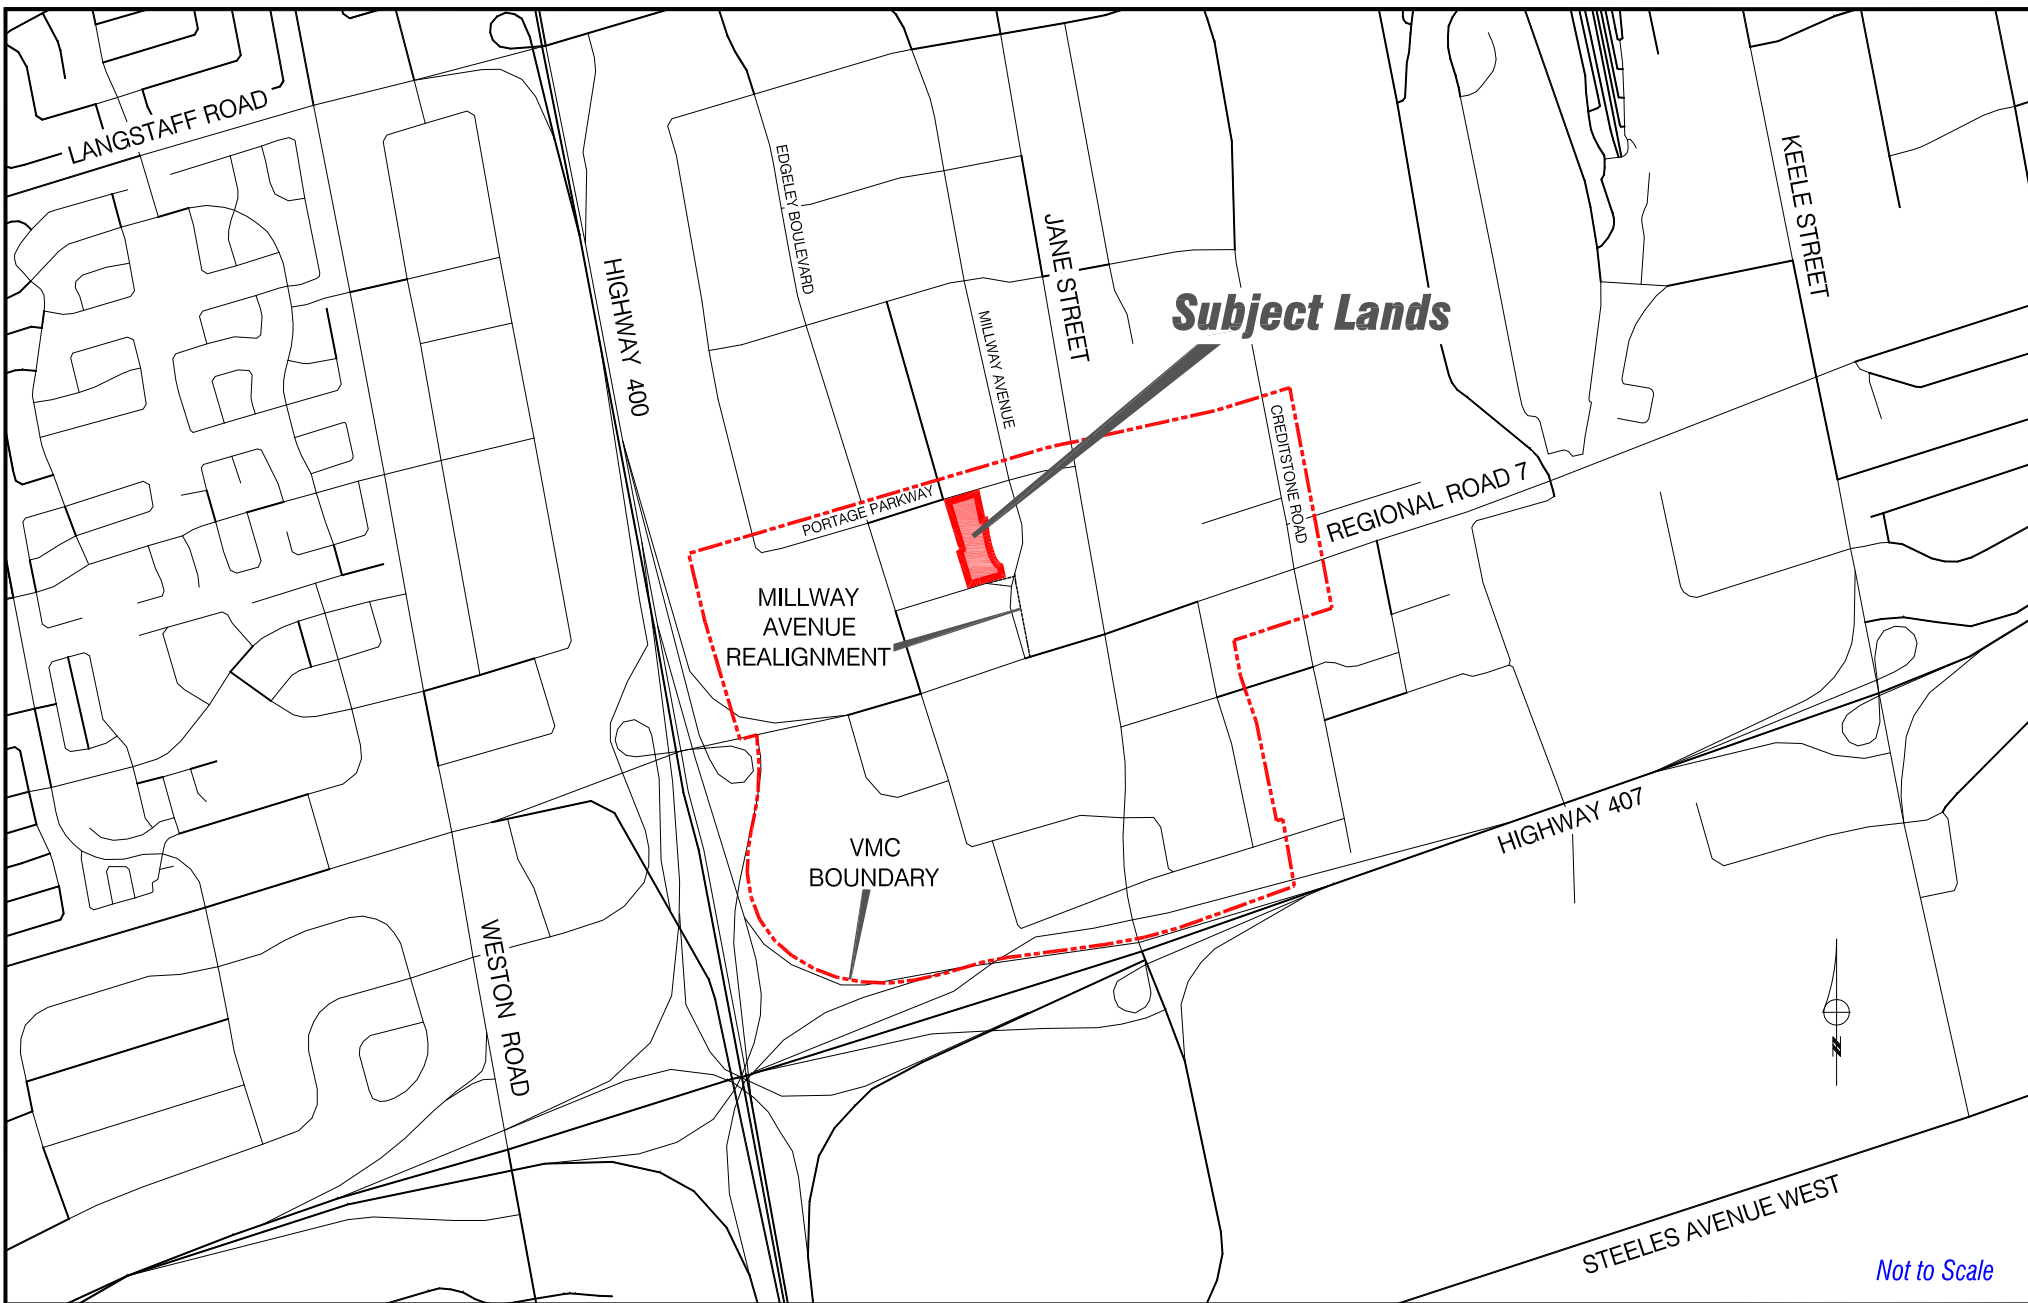 LANGSTAFF ROAD
EDGELEY BOULEVARD
KEELE STREET
JANE STREET
HIGHWAY 400
Subject Lands
MILLWAY AVENUE
CREDITSTONE ROAD
PORTAGE PARKWAY
REGIONAL ROAD 7
MILLWAY
AVENUE
REALIGNMENT
HIGHWAY 407
VMC
BOUNDARY
WESTON ROAD
N
STEELES AVENUE WEST
Not to Scale